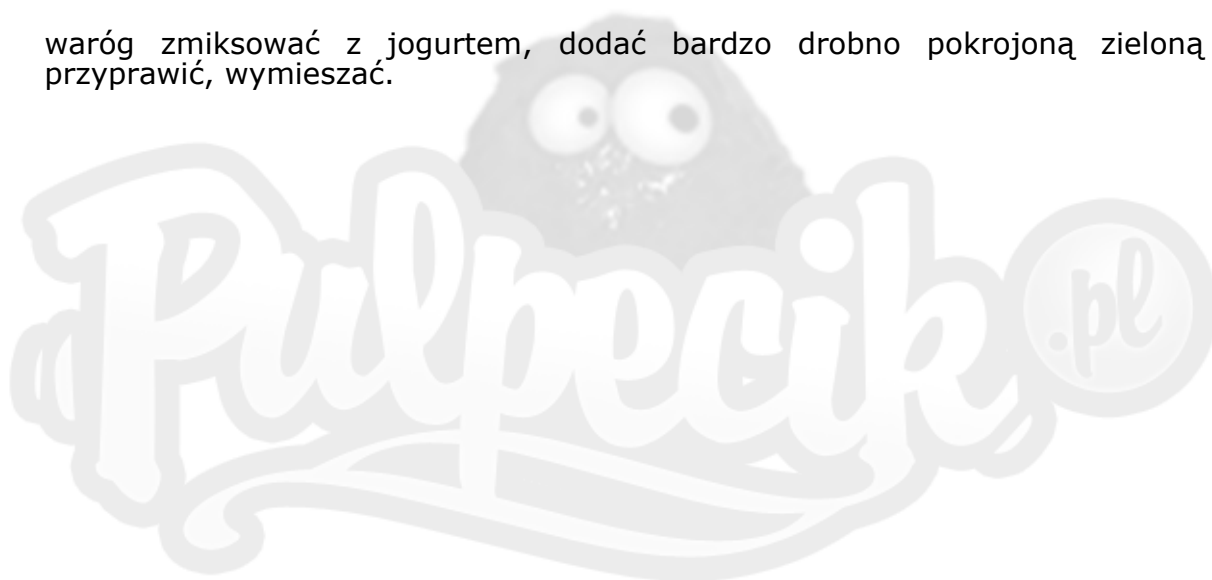 waróg zmiksować z jogurtem, dodać bardzo drobno pokrojoną zieloną
przyprawić, wymieszać.
Pulpecik .pl